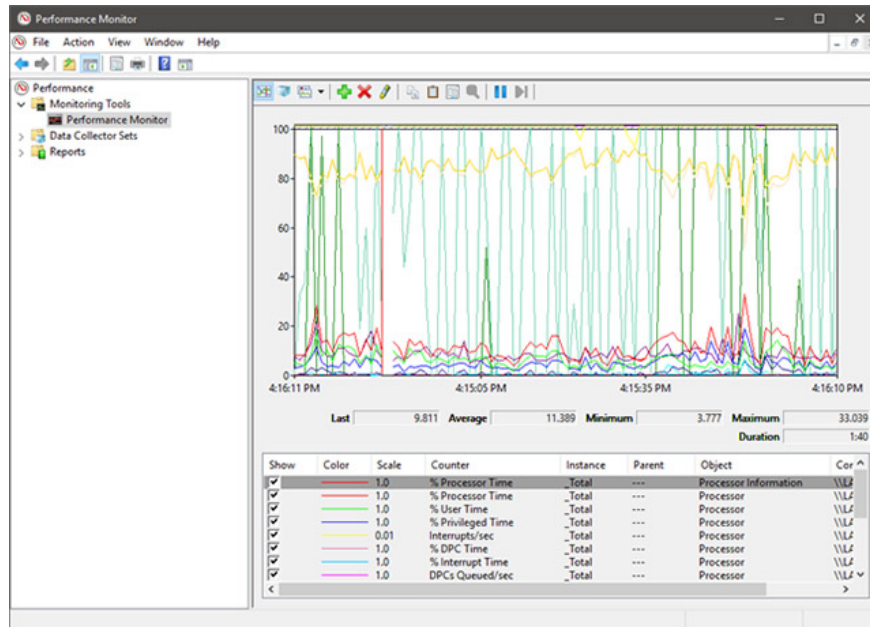 Performance Monitor
File Action View Window Help
Performance
Monitoring Tools
Performance Monitor
Data Collector Sets
Reports
100
80
60
40
20
0
4:16:11 PM 4:15:05 PM 4:15:35 PM 4:16:10 PM
Last 9.811 Average 11.389 Minimum 3.777 Maximum 33.039
Duration 1:40
Show Color Scale Counter Instance Parent Object
1.0 % Processor Time _Total --- Processor Information
1.0 % Processor Time _Total --- Processor
1.0 % User Time _Total --- Processor
1.0 % Privileged Time _Total --- Processor
0.01 Interrupts/sec _Total --- Processor
1.0 % DPC Time _Total --- Processor
1.0 % Interrupt Time _Total --- Processor
1.0 DPCs Queued/sec _Total --- Processor